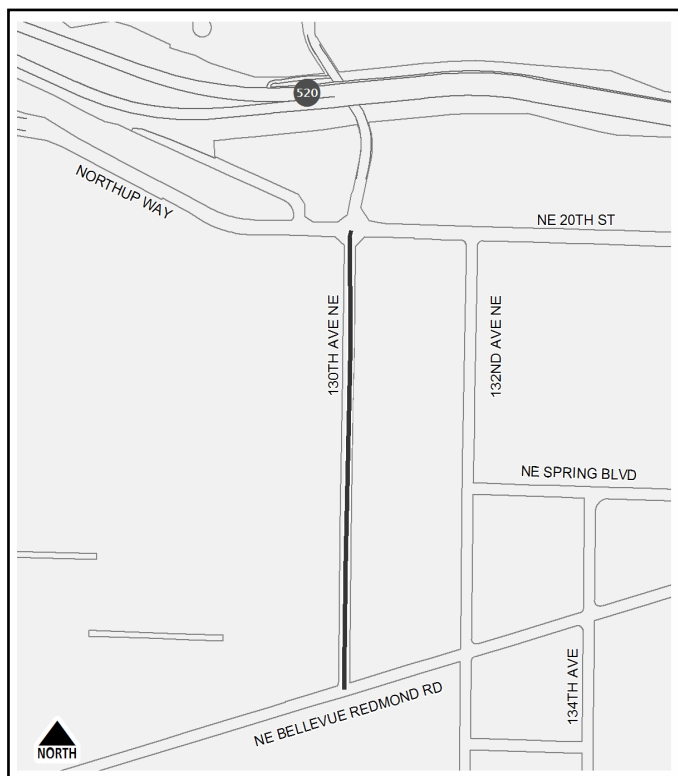 520
NORTHUP WAY
NE 20TH ST
130TH AVE NE
132ND AVE NE
NE SPRING BLVD
134TH AVE
NE BELLEVUE REDMOND RD
NORTH